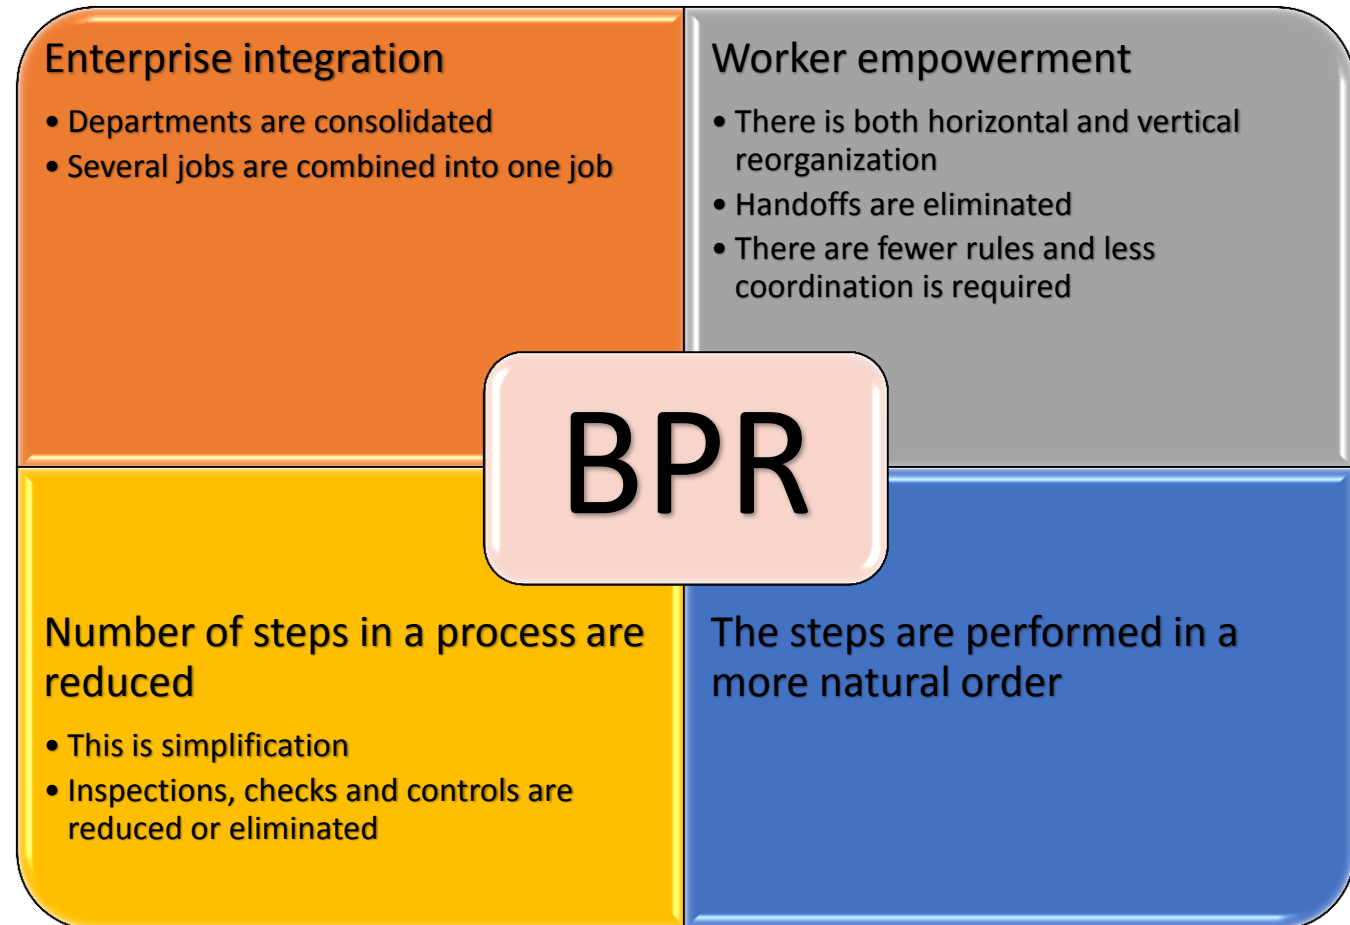 Enterprise integration
• Departments are consolidated
• Several jobs are combined into one job
Worker empowerment
• There is both horizontal and vertical
reorganization
• Handoffs are eliminated
• There are fewer rules and less
coordination is required
BPR
Number of steps in a process are
reduced
• This is simplification
• Inspections, checks and controls are
reduced or eliminated
The steps are performed in a
more natural order